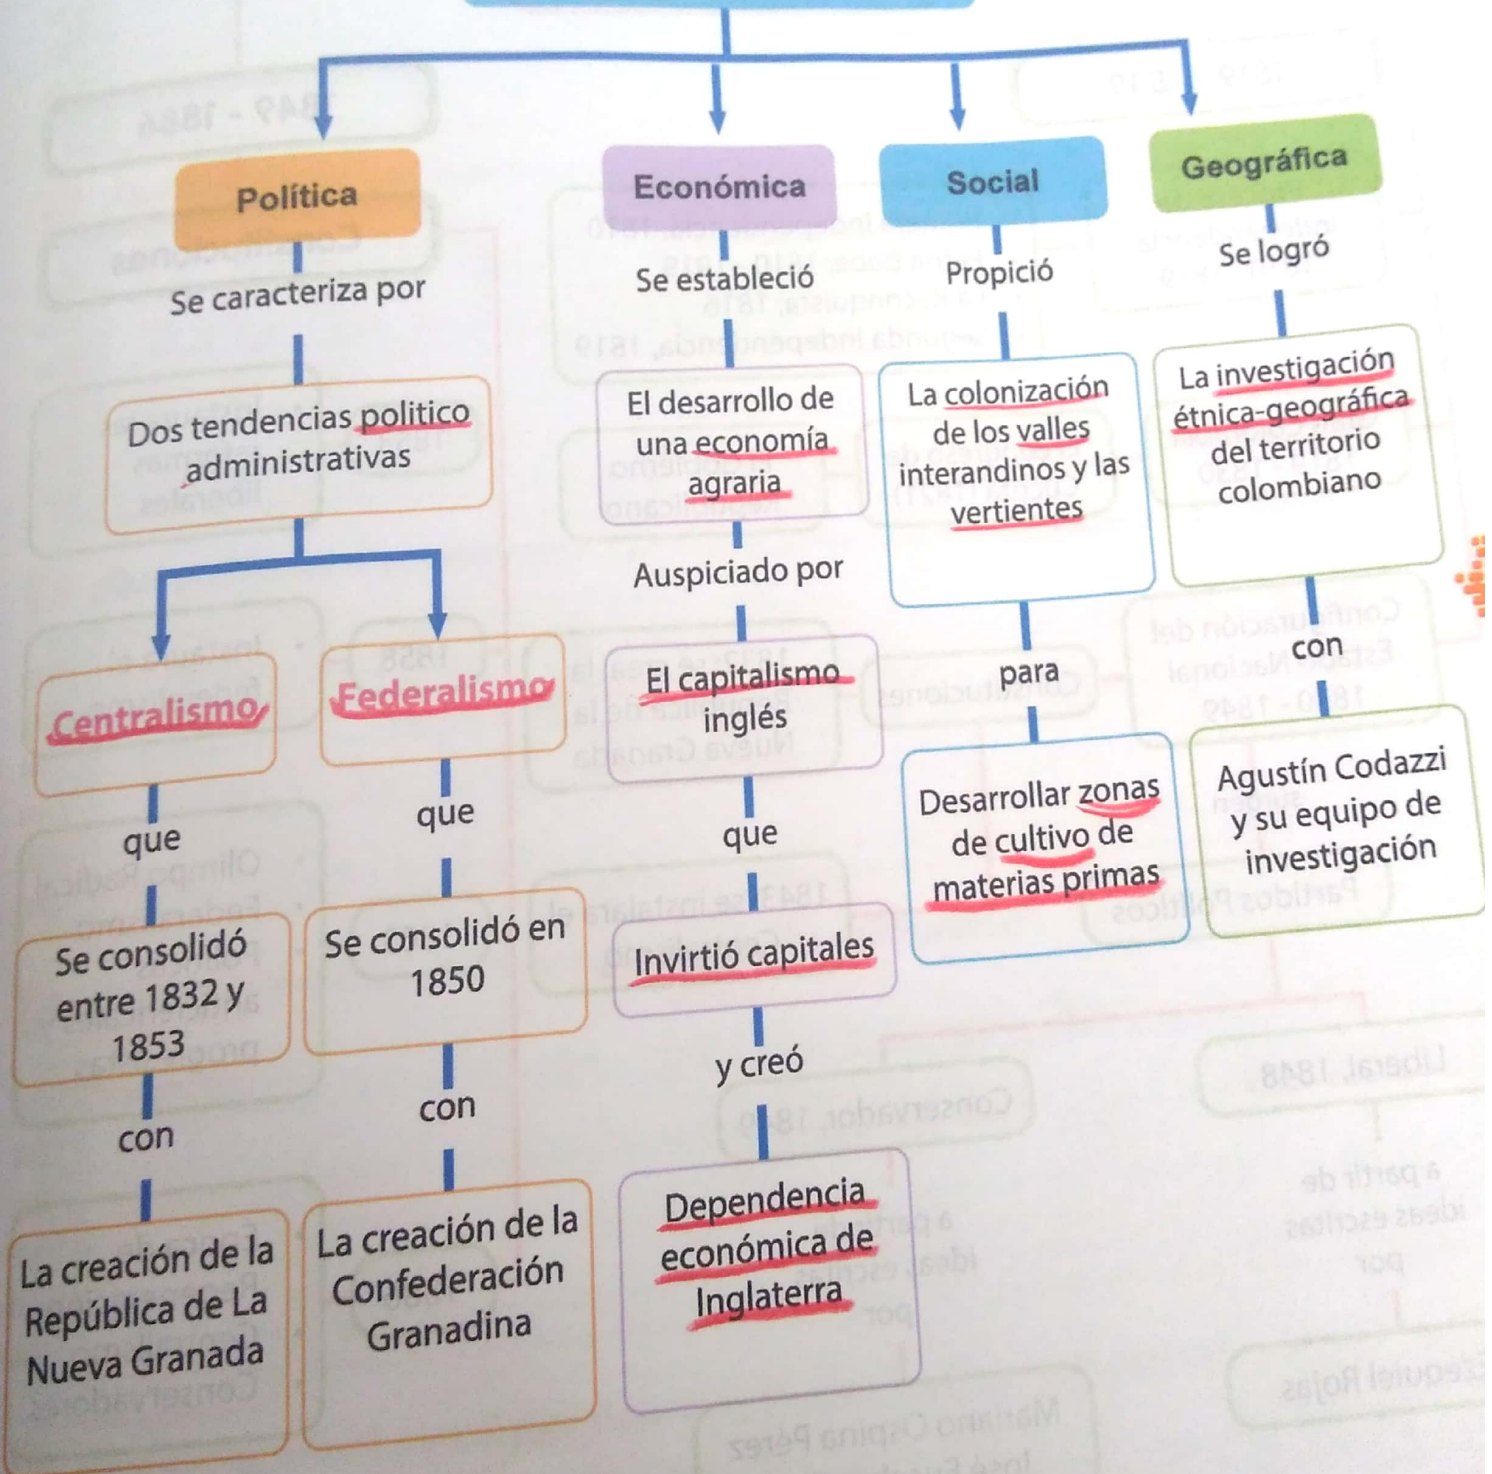 Política
Se caracteriza por
Dos tendencias politico
administrativas
Centralismo
que
Se consolidó
entre 1832 y
1853
con
La creación de la
República de La
Nueva Granada
Federalismo
que
Se consolidó en
1850
con
La creación de la
Confederación
Granadina
Económica
Se estableció
El desarrollo de
una economía
agraria
Auspiciado por
El capitalismo
inglés
que
Invirtió capitales
y creó
Dependencia
económica de
Inglaterra
Social
Propició
La colonización
de los valles
interandinos y las
vertientes
para
Desarrollar zonas
de cultivo de
materias primas
Geográfica
Se logró
La investigación
étnica-geográfica
del territorio
colombiano
con
Agustín Codazzi
y su equipo de
investigación